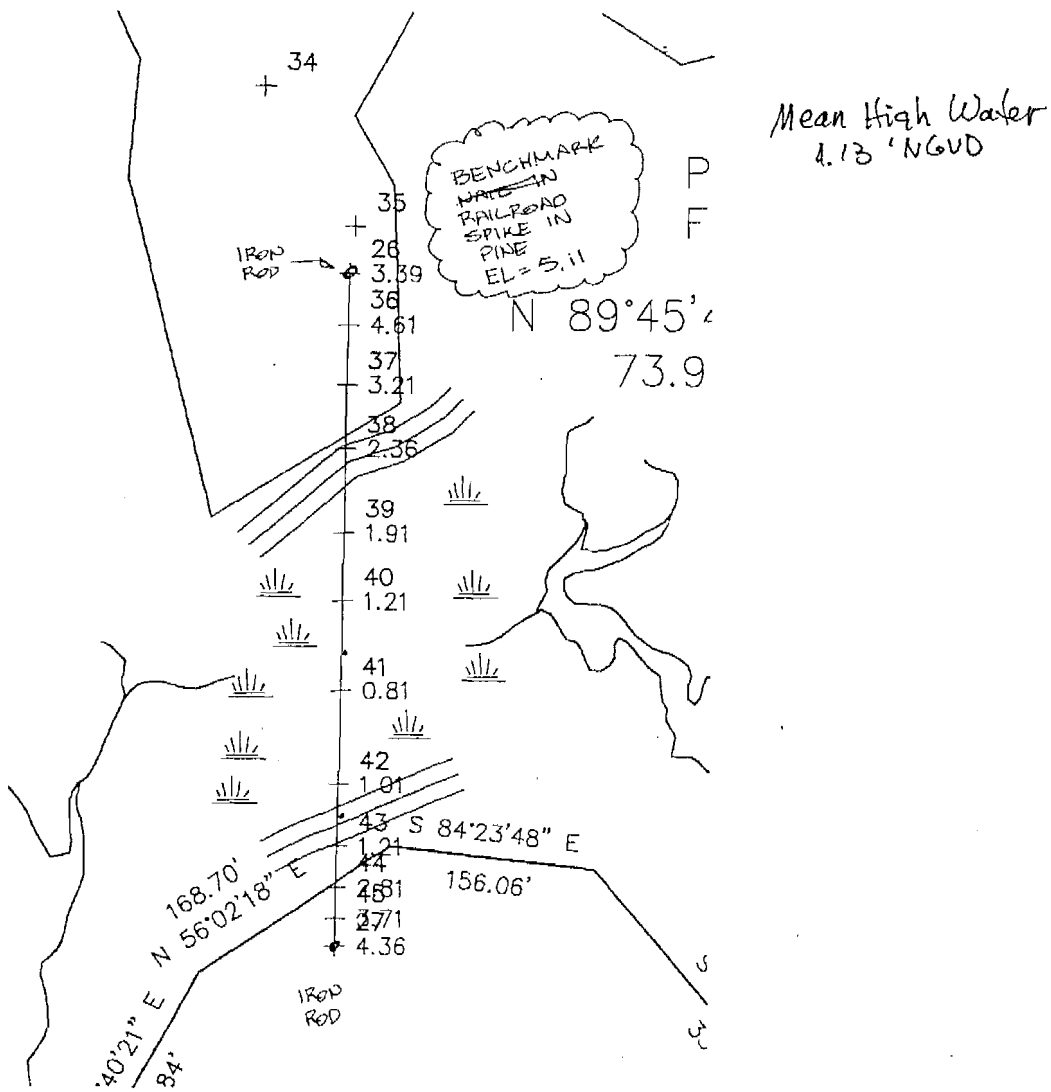 34
Mean High Water
1.13 'NGVD
BENCHMARK
NAIL IN
RAILROAD
SPIKE IN
PINE
EL = 5.11
P
F
35
IRON
ROD
26
3.39
36
4.61
N 89°45'
73.9
37
3.21
38
2.36
39
1.91
40
1.21
41
0.81
42
1.01
43
1.21
S 84°23'48" E
156.06'
168.70'
N 56°02'18" E
44
2.81
45
3.71
27
4.36
IRON
ROD
'40'21" E
84'
S